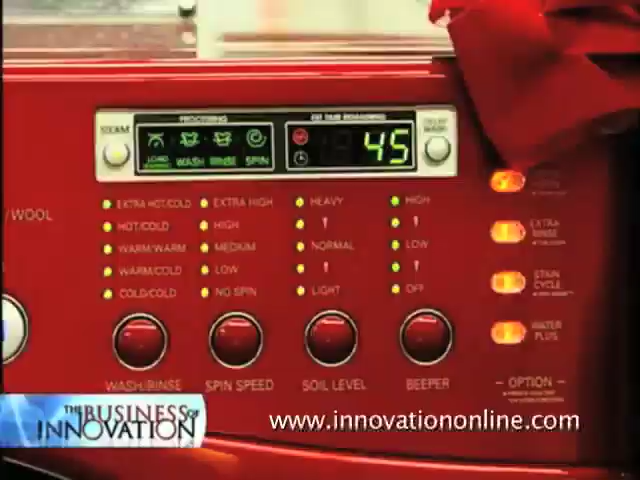 PROCESSING
EST. TIME REMAINING
STEAM
45
DELAY WASH
LOAD WASH RINSE SPIN
/WOOL
EXTRA HOT/COLD
HOT/COLD
WARM/WARM
WARM/COLD
COLD/COLD
WASH/RINSE
EXTRA HIGH
HIGH
MEDIUM
LOW
NO SPIN
SPIN SPEED
HEAVY
NORMAL
LIGHT
SOIL LEVEL
HIGH
LOW
OFF
BEEPER
EXTRA
RINSE
STAIN
CYCLE
WATER
PLUS
– OPTION –
THE BUSINESS OF
INNOVATION
www.innovationonline.com